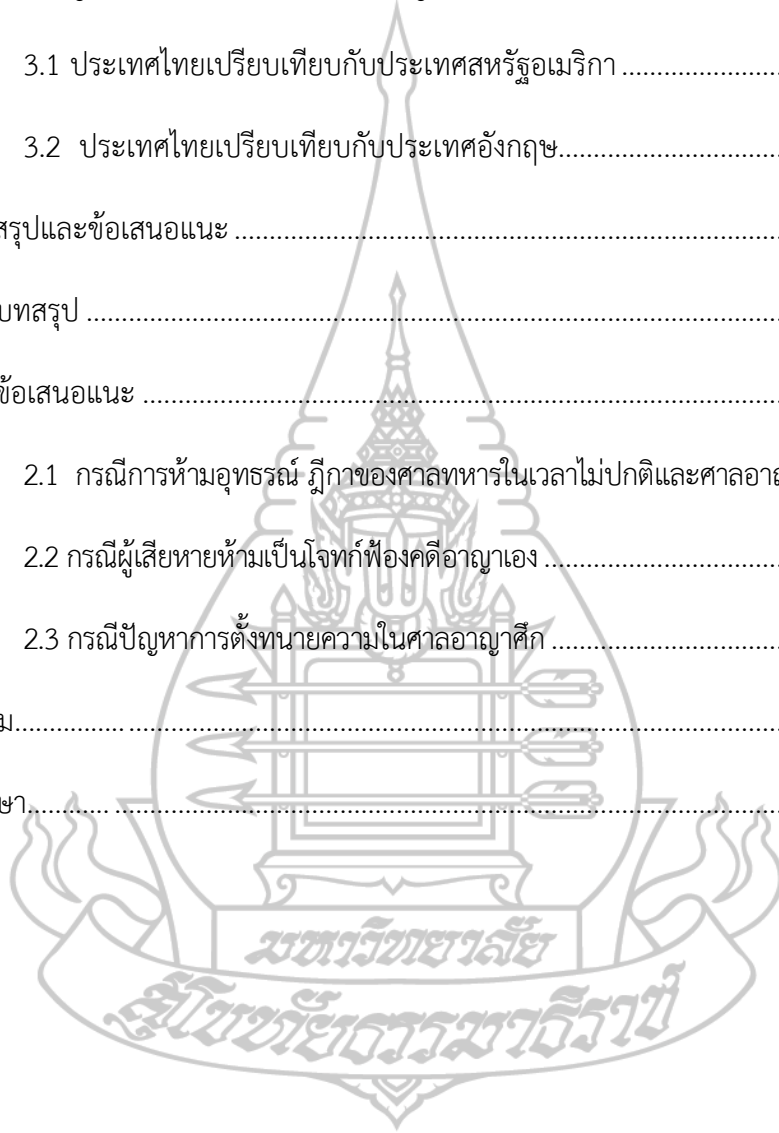 3.1 ประเทศไทยเปรียบเทียบกับประเทศสหรัฐอเมริกา ........................
3.2 ประเทศไทยเปรียบเทียบกับประเทศอังกฤษ................................
สรุปและข้อเสนอแนะ ........................................................................
บทสรุป ..........................................................................................
ข้อเสนอแนะ ...................................................................................
2.1 กรณีการห้ามอุทธรณ์ ฎีกาของศาลทหารในเวลาไม่ปกติและศาลอาญ
2.2 กรณีผู้เสียหายห้ามเป็นโจทก์ฟ้องคดีอาญาเอง ................................
2.3 กรณีปัญหาการตั้งทนายความในศาลอาญาศึก ................................
ม............... ..................................................................................
ษา........... ....................................................................................
มหาวิทยาลัย
สุโขทัยธรรมาธิราช